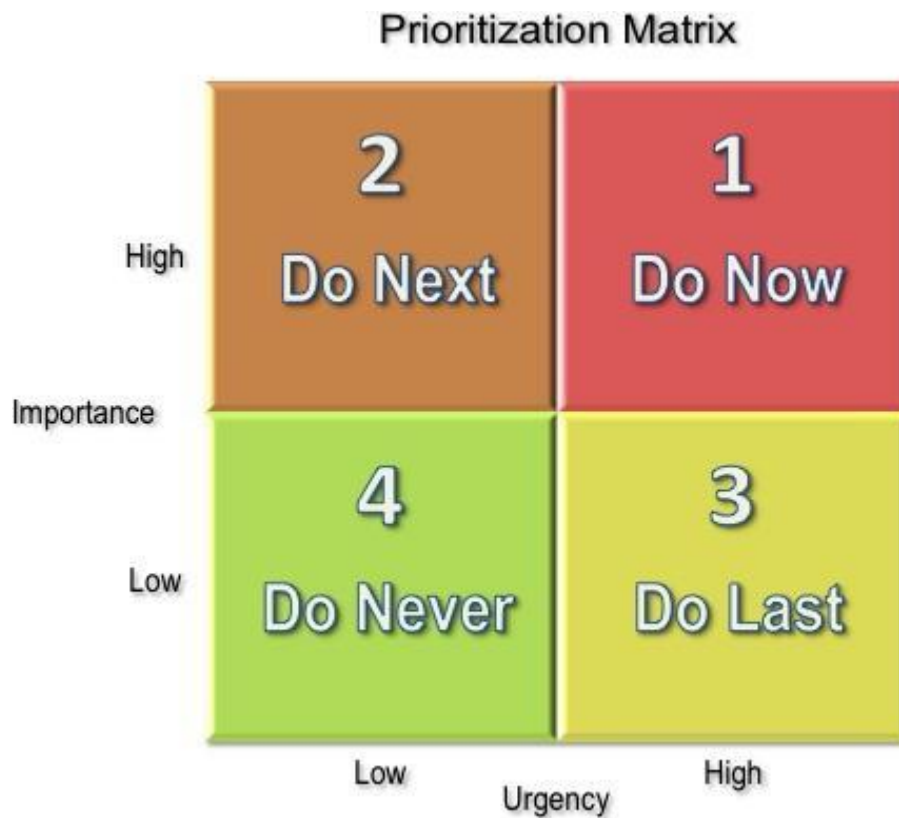 Prioritization Matrix
2
Do Next
1
Do Now
High
Importance
4
Do Never
3
Do Last
Low
Low
High
Urgency